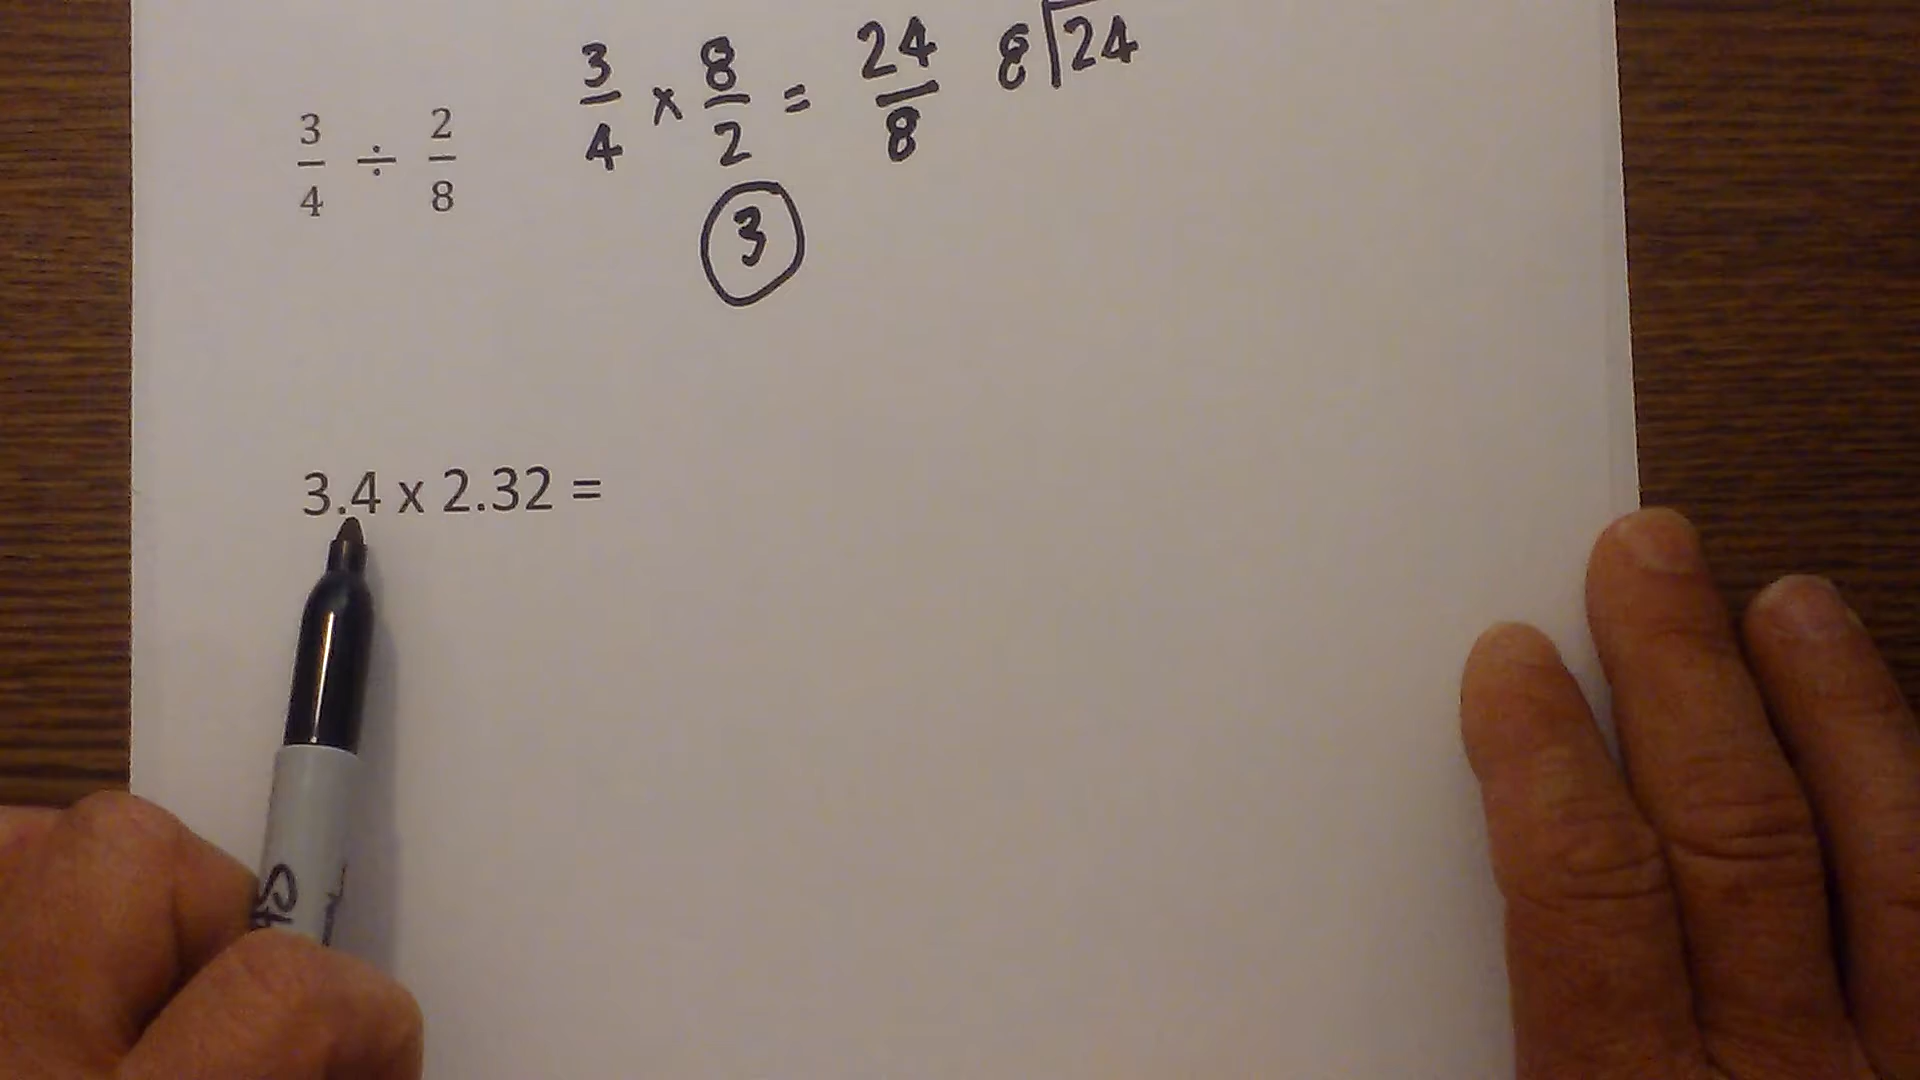 3/4 ÷ 2/8
3/4 x 8/2 = 24/8
8⟌24
3
3.4 x 2.32 =